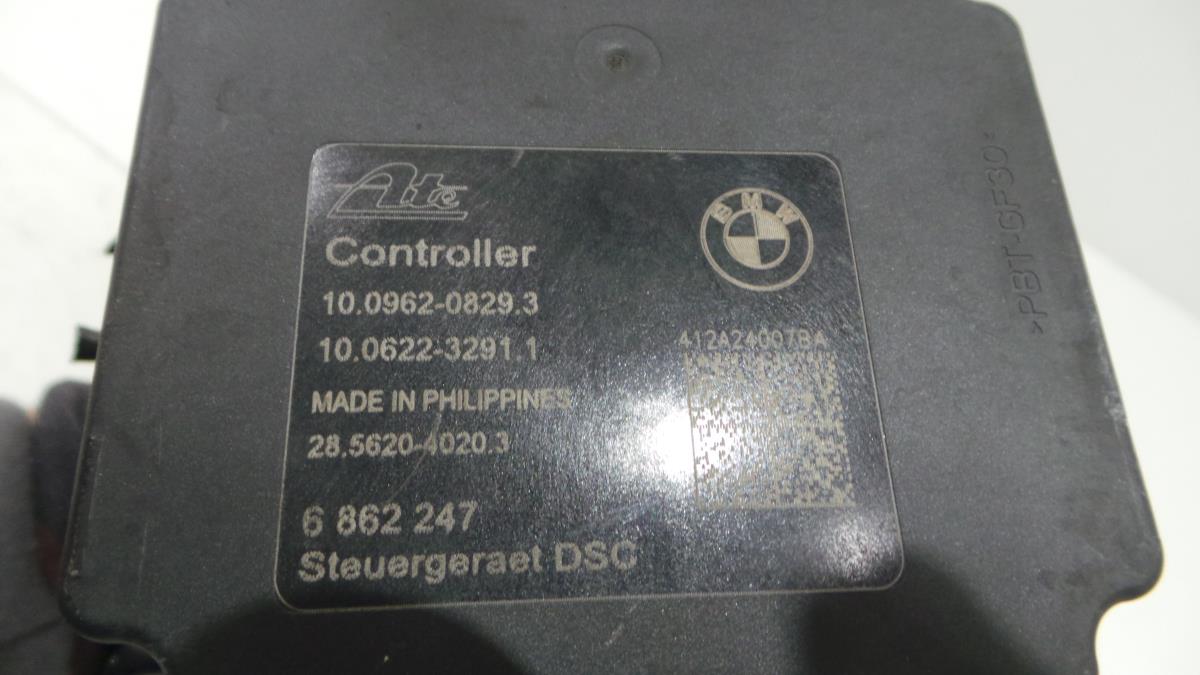 Ate
BMW
Controller
10.0962-0829.3
10.0622-3291.1
412A24007BA
MADE IN PHILIPPINES
28.5620-4020.3
6 862 247
Steuergeraet DSC
>PBT-GF30<